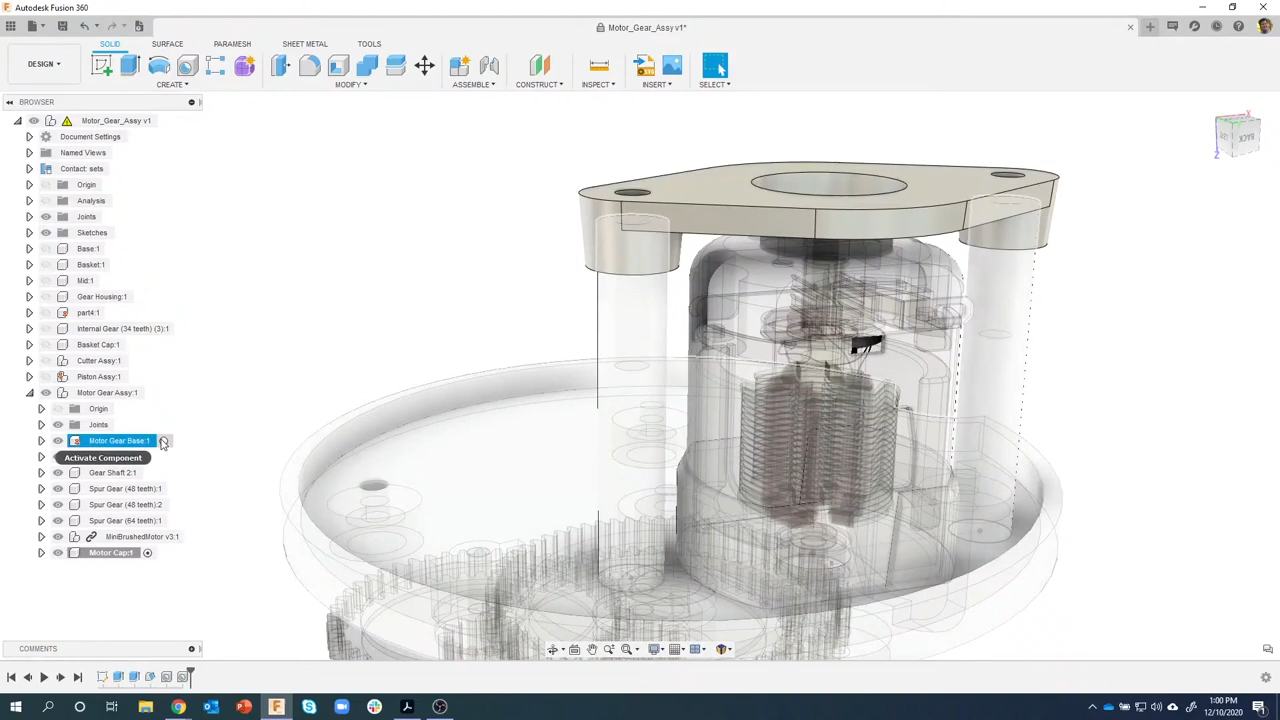 Autodesk Fusion 360
Motor_Gear_Assy v1*
SOLID SURFACE PARAMESH SHEET METAL TOOLS
DESIGN
CREATE MODIFY ASSEMBLE CONSTRUCT INSPECT INSERT SELECT
BROWSER
Motor_Gear_Assy v1
Document Settings
Named Views
Contact: sets
Origin
Analysis
Joints
Sketches
Base:1
Basket:1
Mid:1
Gear Housing:1
part4:1
Internal Gear (34 teeth) (3):1
Basket Cap:1
Cutter Assy:1
Piston Assy:1
Motor Gear Assy:1
Origin
Joints
Motor Gear Base:1
Activate Component
Gear Shaft 2:1
Spur Gear (48 teeth):1
Spur Gear (48 teeth):2
Spur Gear (64 teeth):1
MiniBrushedMotor v3:1
Motor Cap:1
BACK
X
Z
COMMENTS
1:00 PM
12/10/2020